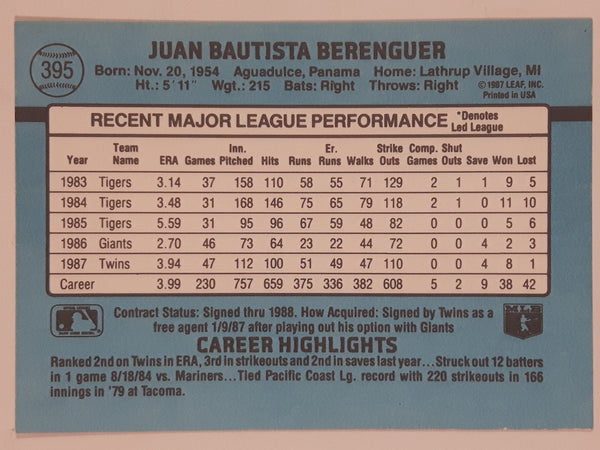 395
JUAN BAUTISTA BERENGUER
Born: Nov. 20, 1954 Aguadulce, Panama Home: Lathrup Village, MI
Ht.: 5' 11" Wgt.: 215 Bats: Right Throws: Right
©1987 LEAF, INC.
Printed in USA
RECENT MAJOR LEAGUE PERFORMANCE *Denotes Led League
Year Team Name ERA Games Inn. Pitched Hits Runs Er. Runs Walks Strike Outs Comp. Games Shut Outs Save Won Lost
1983 Tigers 3.14 37 158 110 58 55 71 129 2 1 1 9 5
1984 Tigers 3.48 31 168 146 75 65 79 118 2 1 0 11 10
1985 Tigers 5.59 31 95 96 67 59 48 82 0 0 0 5 6
1986 Giants 2.70 46 73 64 23 22 44 72 0 0 4 2 3
1987 Twins 3.94 47 112 100 51 49 47 110 0 0 4 8 1
Career 3.99 230 757 659 375 336 382 608 5 2 9 38 42
Contract Status: Signed thru 1988. How Acquired: Signed by Twins as a
free agent 1/9/87 after playing out his option with Giants
MLB
CAREER HIGHLIGHTS
Ranked 2nd on Twins in ERA, 3rd in strikeouts and 2nd in saves last year...Struck out 12 batters
in 1 game 8/18/84 vs. Mariners...Tied Pacific Coast Lg. record with 220 strikeouts in 166
innings in '79 at Tacoma.